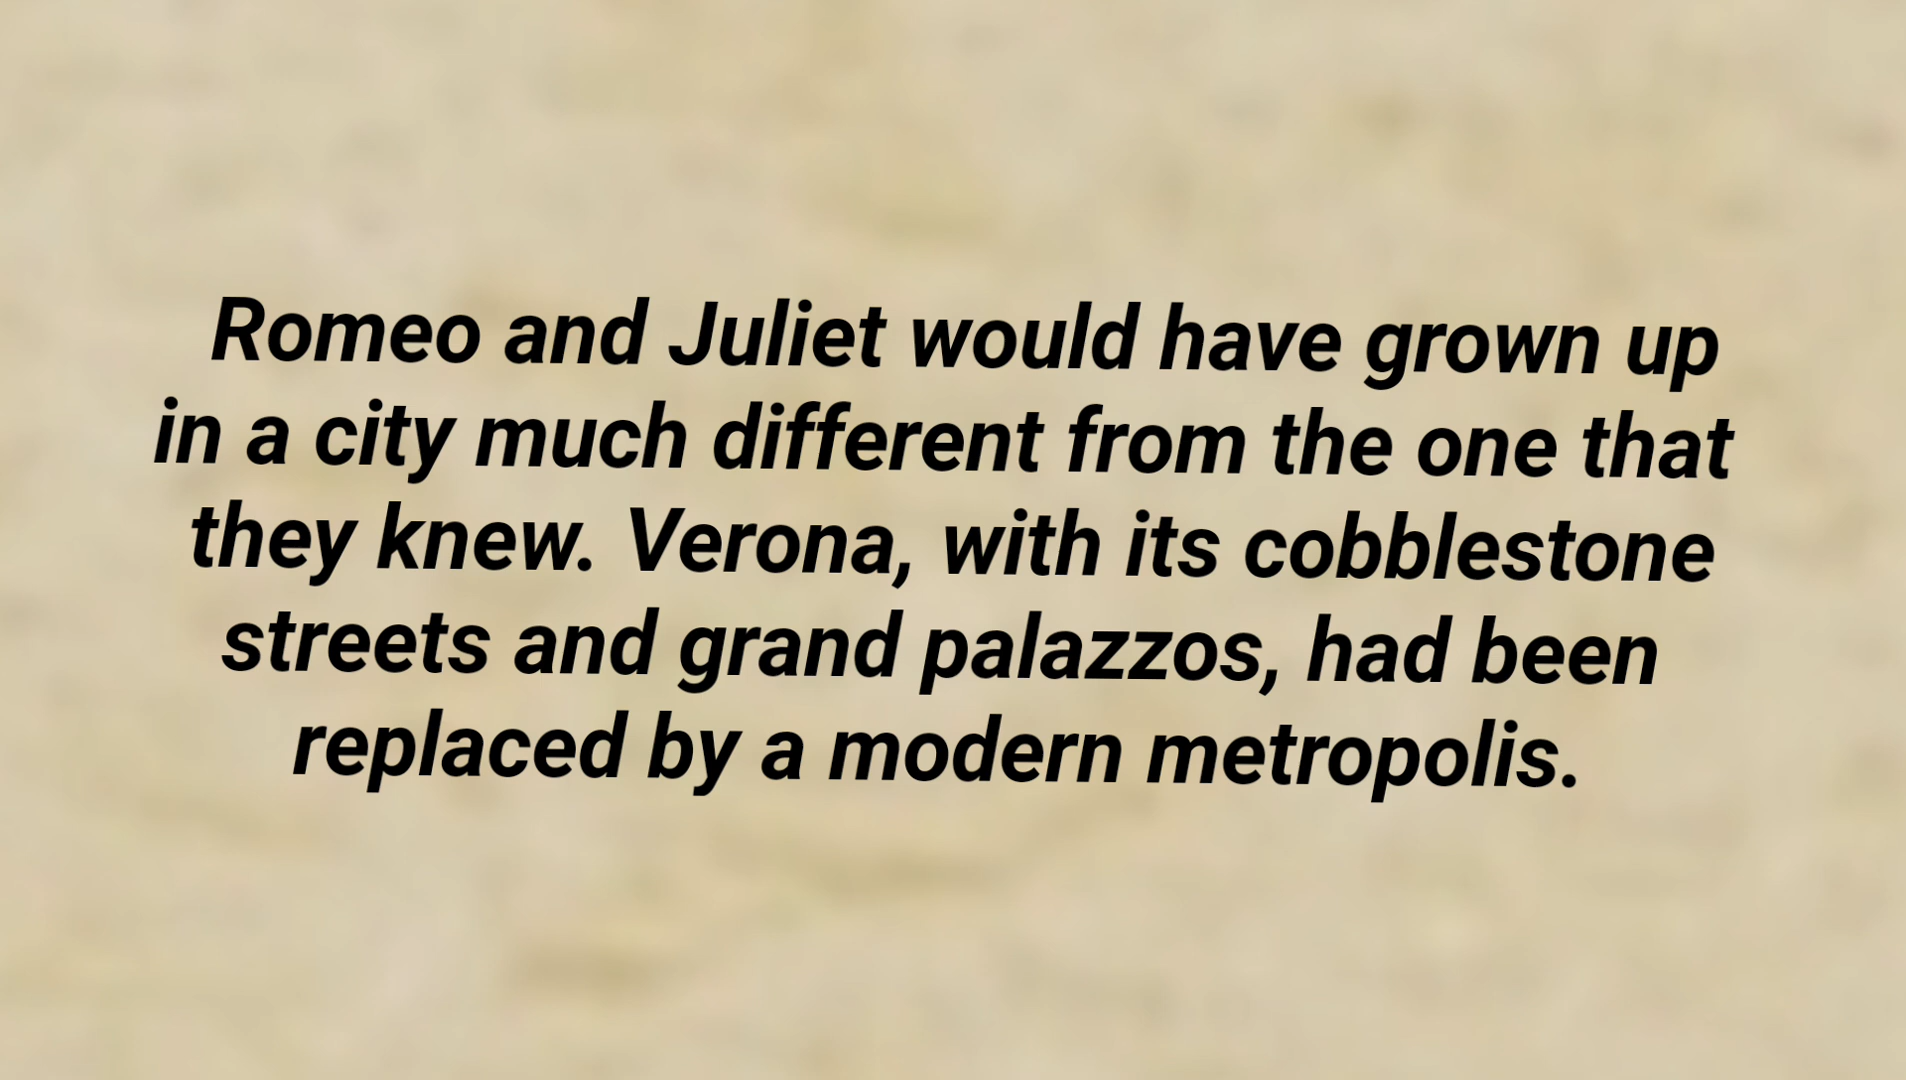 Romeo and Juliet would have grown up
in a city much different from the one that
they knew. Verona, with its cobblestone
streets and grand palazzos, had been
replaced by a modern metropolis.